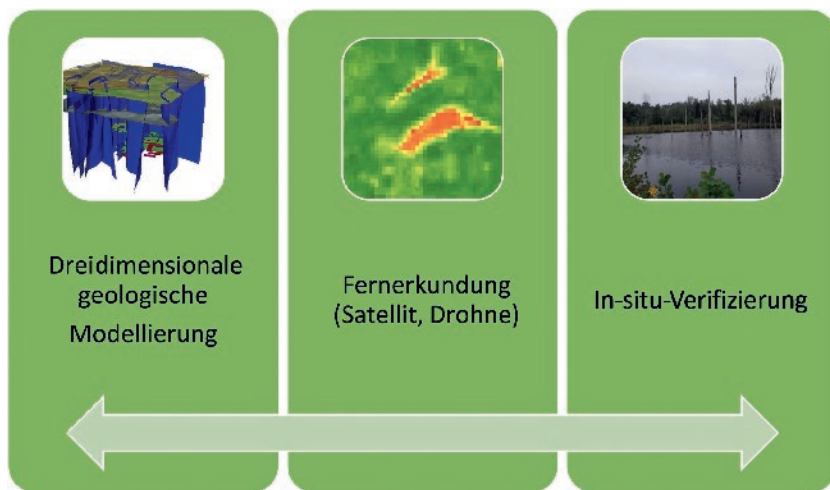 Dreidimensionale
geologische
Modellierung
Fernerkundung
(Satellit, Drohne)
In-situ-Verifizierung